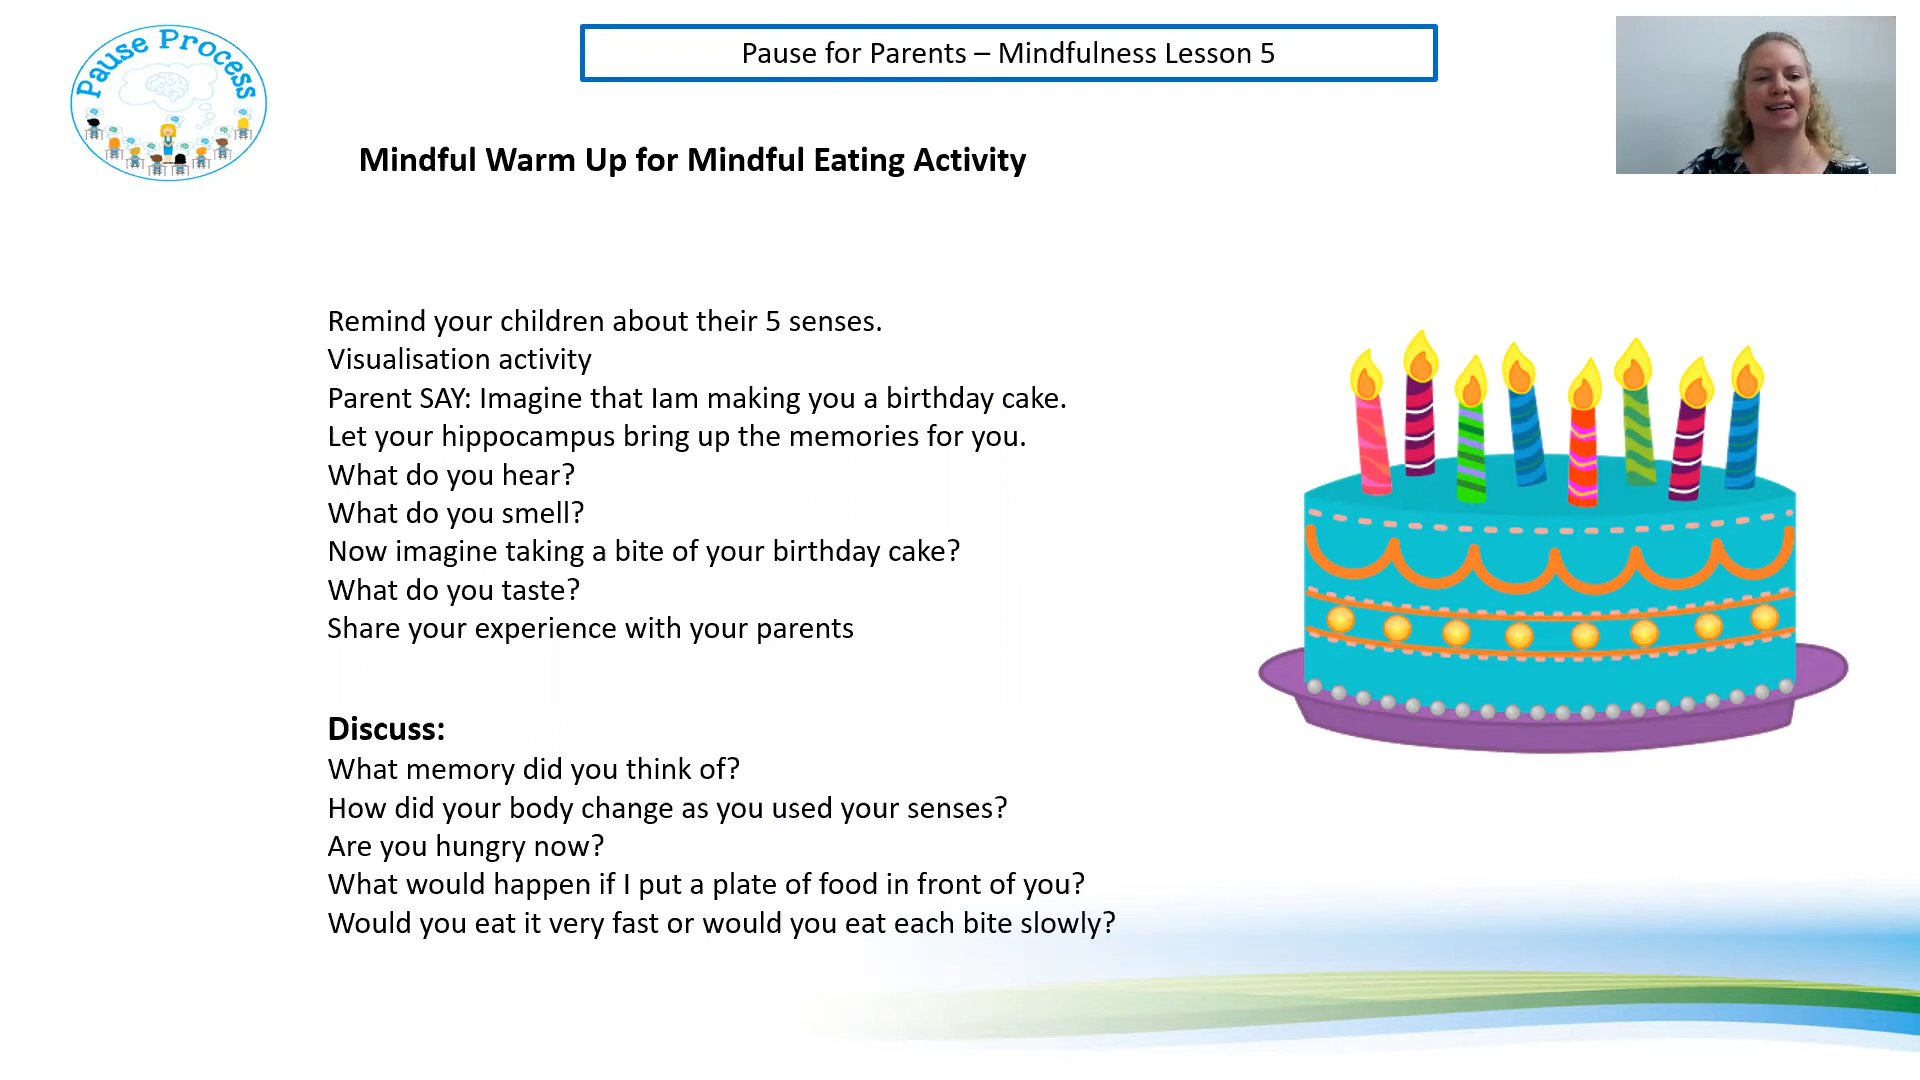 Pause Process
Pause for Parents – Mindfulness Lesson 5
Mindful Warm Up for Mindful Eating Activity
Remind your children about their 5 senses.
Visualisation activity
Parent SAY: Imagine that Iam making you a birthday cake.
Let your hippocampus bring up the memories for you.
What do you hear?
What do you smell?
Now imagine taking a bite of your birthday cake?
What do you taste?
Share your experience with your parents
Discuss:
What memory did you think of?
How did your body change as you used your senses?
Are you hungry now?
What would happen if I put a plate of food in front of you?
Would you eat it very fast or would you eat each bite slowly?